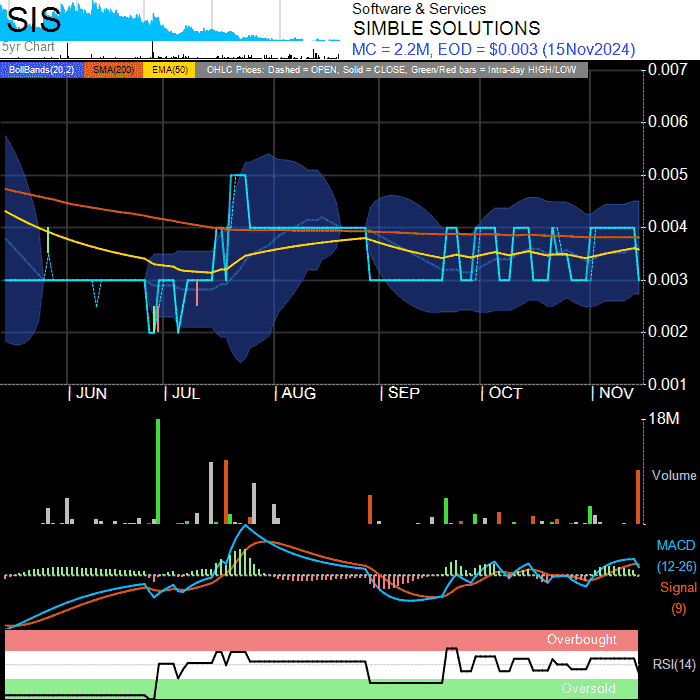 SIS
5yr Chart
Software & Services
SIMBLE SOLUTIONS
MC = 2.2M, EOD = $0.003 (15Nov2024)
BollBands(20,2) SMA(200) EMA(50) OHLC Prices: Dashed = OPEN, Solid = CLOSE, Green/Red bars = Intra-day HIGH/LOW
0.007
0.006
0.005
0.004
0.003
0.002
0.001
JUN JUL AUG SEP OCT NOV
18M
Volume
MACD
(12-26)
Signal
(9)
Overbought
RSI(14)
Oversold